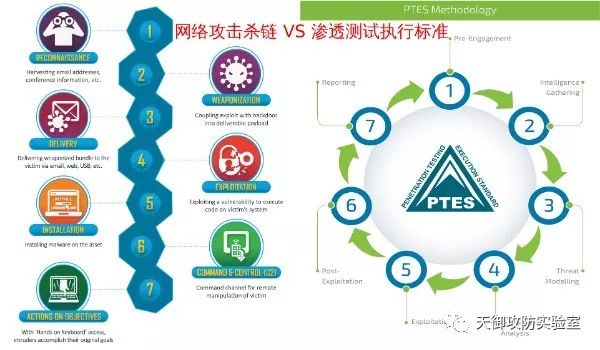 网络攻击杀链 VS 渗透测试执行标准
1
RECONNAISSANCE
Harvesting email addresses,
conference information, etc.
2
WEAPONIZATION
Coupling exploit with backdoor
into deliverable payload
3
DELIVERY
Delivering weaponized bundle to the
victim via email, web, USB, etc.
4
EXPLOITATION
Exploiting a vulnerability to execute
code on victim's system
5
INSTALLATION
Installing malware on the asset
6
COMMAND & CONTROL (C2)
Command channel for remote
manipulation of victim
7
ACTIONS ON OBJECTIVES
With 'Hands on Keyboard' access,
intruders accomplish their original goals
PTES Methodology
Pre-Engagement
1
Intelligence
Gathering
2
3
Threat
Modelling
4
Analysis
5
Exploitation
6
Post-
Exploitation
7
Reporting
PENETRATION TESTING
EXECUTION STANDARD
PTES
天御攻防实验室